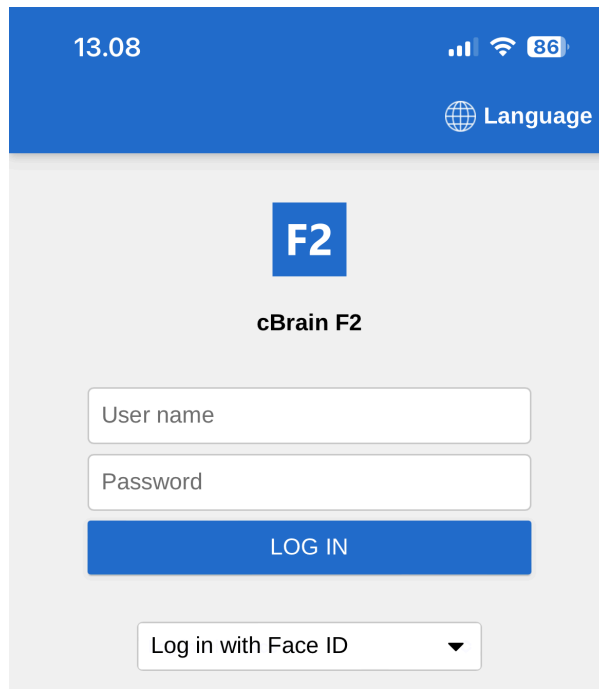 13.08
86
Language
F2
cBrain F2
User name
Password
LOG IN
Log in with Face ID